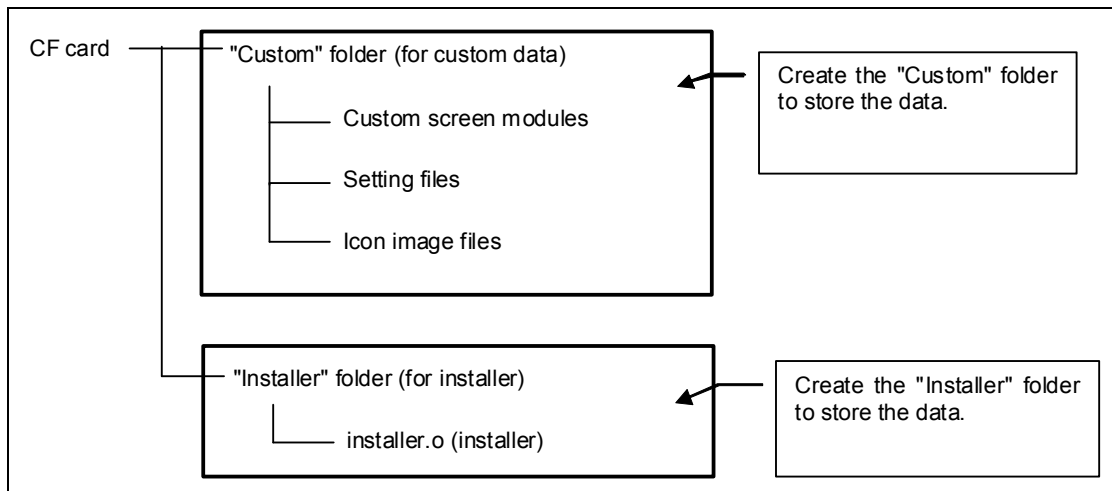 CF card
"Custom" folder (for custom data)
Custom screen modules
Setting files
Icon image files
Create the "Custom" folder
to store the data.
"Installer" folder (for installer)
installer.o (installer)
Create the "Installer" folder
to store the data.